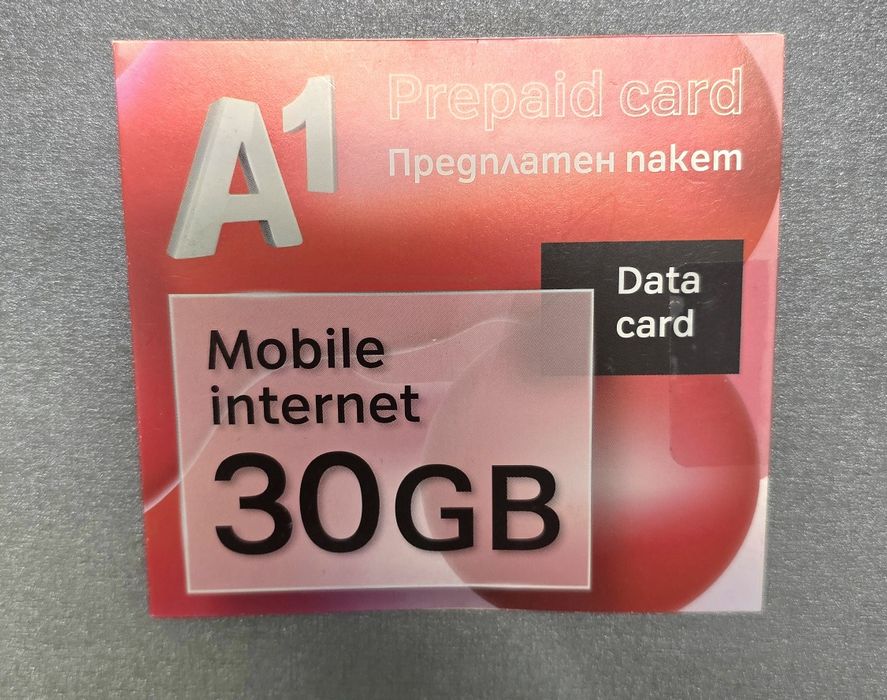 A1
Prepaid card
Предплатен пакет
Data
card
Mobile
internet
30GB